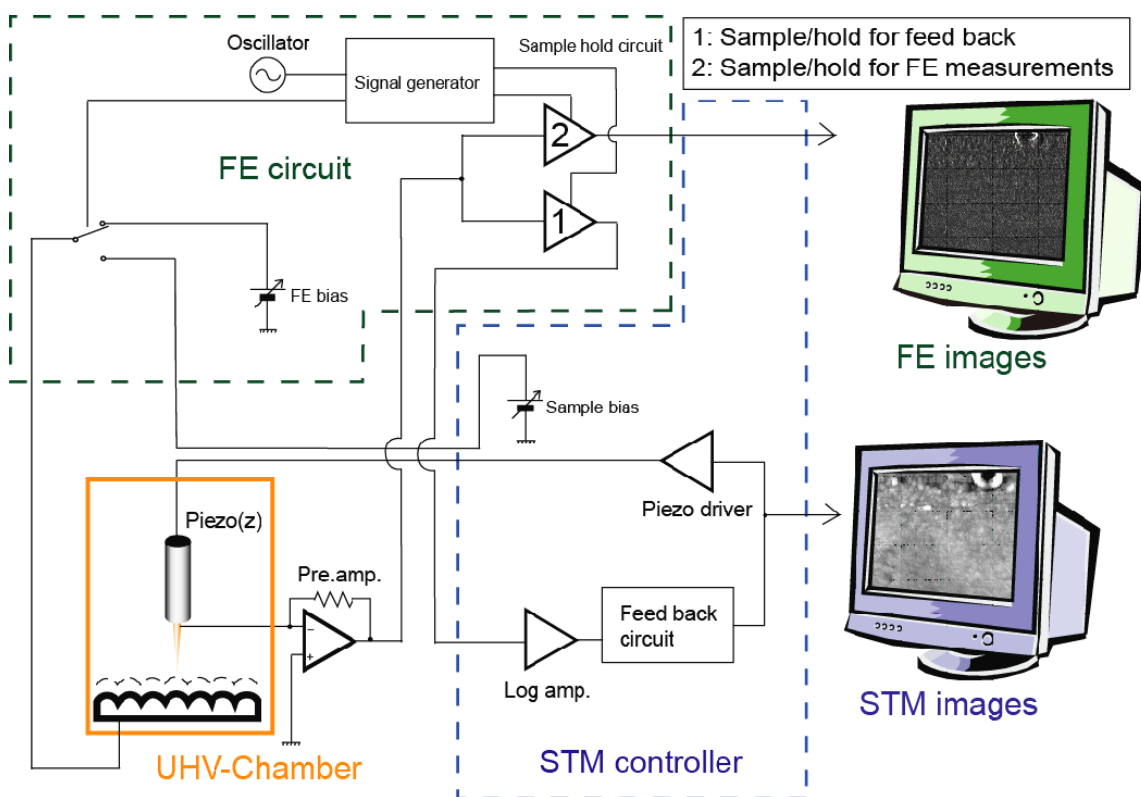 Oscillator
Sample hold circuit
Signal generator
1: Sample/hold for feed back
2: Sample/hold for FE measurements
2
FE circuit
1
FE bias
FE images
Sample bias
Piezo(z)
Piezo driver
Pre.amp.
−
+
Feed back
circuit
Log amp.
STM images
UHV-Chamber
STM controller